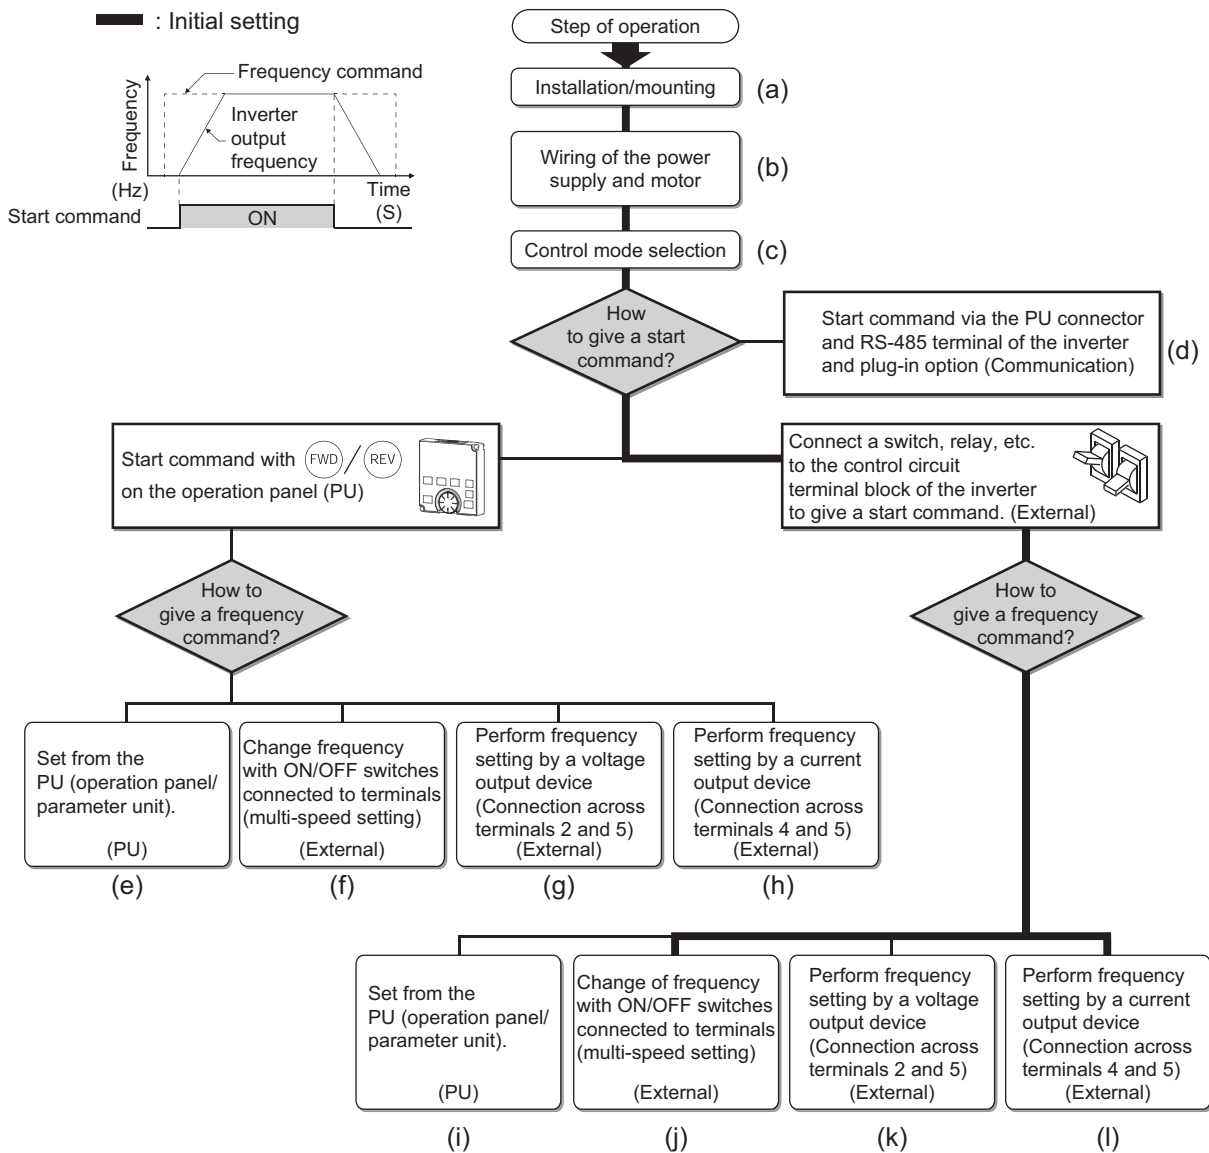 : Initial setting
Step of operation
Frequency command
Frequency
Inverter
output
frequency
(Hz)
Time
(S)
Start command
ON
Installation/mounting
(a)
Wiring of the power
supply and motor
(b)
Control mode selection
(c)
How
to give a start
command?
Start command via the PU connector
and RS-485 terminal of the inverter
and plug-in option (Communication)
(d)
Start command with FWD / REV
on the operation panel (PU)
Connect a switch, relay, etc.
to the control circuit
terminal block of the inverter
to give a start command. (External)
How to
give a frequency
command?
How to
give a frequency
command?
Set from the
PU (operation panel/
parameter unit).
(PU)
(e)
Change frequency
with ON/OFF switches
connected to terminals
(multi-speed setting)
(External)
(f)
Perform frequency
setting by a voltage
output device
(Connection across
terminals 2 and 5)
(External)
(g)
Perform frequency
setting by a current
output device
(Connection across
terminals 4 and 5)
(External)
(h)
Set from the
PU (operation panel/
parameter unit).
(PU)
(i)
Change of frequency
with ON/OFF switches
connected to terminals
(multi-speed setting)
(External)
(j)
Perform frequency
setting by a voltage
output device
(Connection across
terminals 2 and 5)
(External)
(k)
Perform frequency
setting by a current
output device
(Connection across
terminals 4 and 5)
(External)
(l)